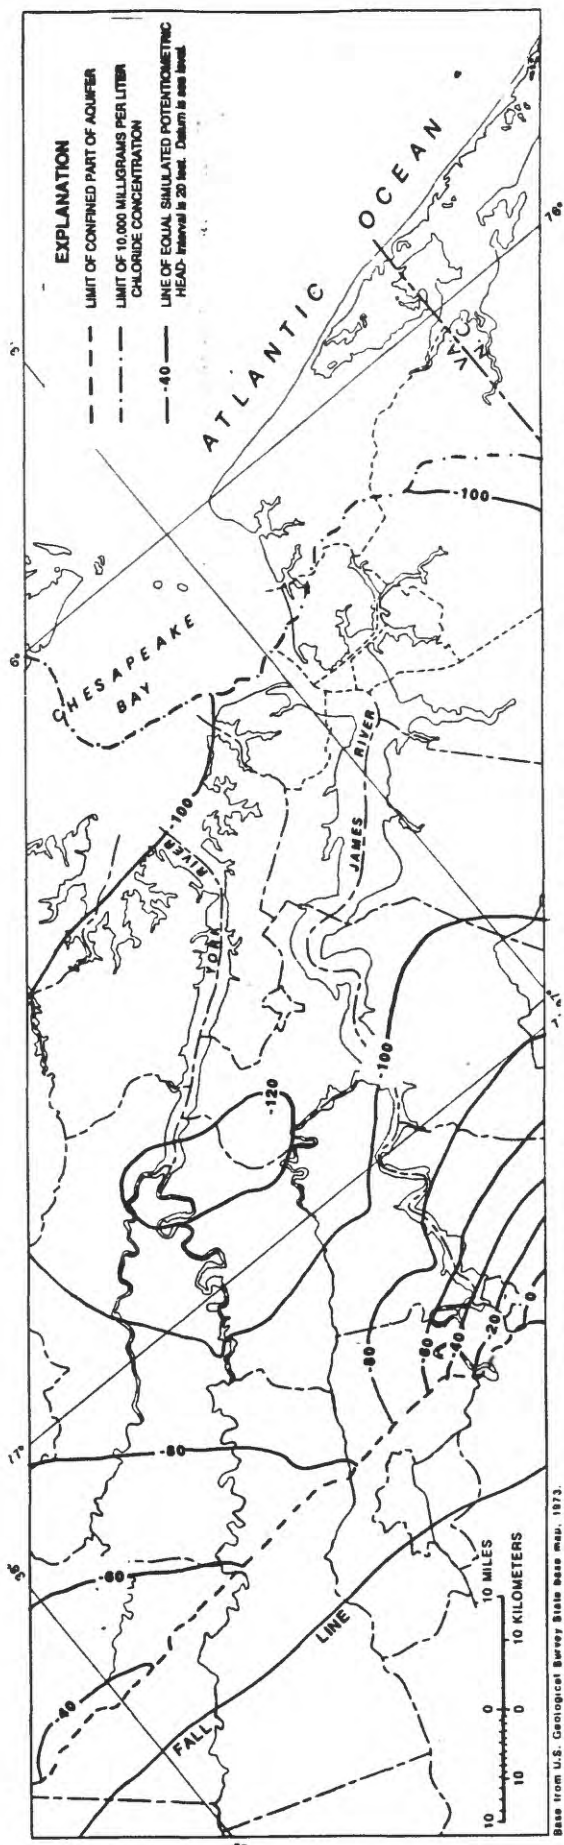 EXPLANATION
LIMIT OF CONFINED PART OF AQUIFER
LIMIT OF 10,000 MILLIGRAMS PER LITER
CHLORIDE CONCENTRATION
-40
LINE OF EQUAL SIMULATED POTENTIOMETRIC
HEAD- Interval is 20 feet. Datum is sea level.
ATLANTIC OCEAN
CHESAPEAKE
BAY
YORK RIVER
JAMES RIVER
VA.
N.C.
76°
-100
-100
-100
-120
-80
-80
-60
-60
-40
-40
-20
0
FALL LINE
10 0 10 MILES
10 0 10 KILOMETERS
Base from U.S. Geological Survey State base map, 1973.